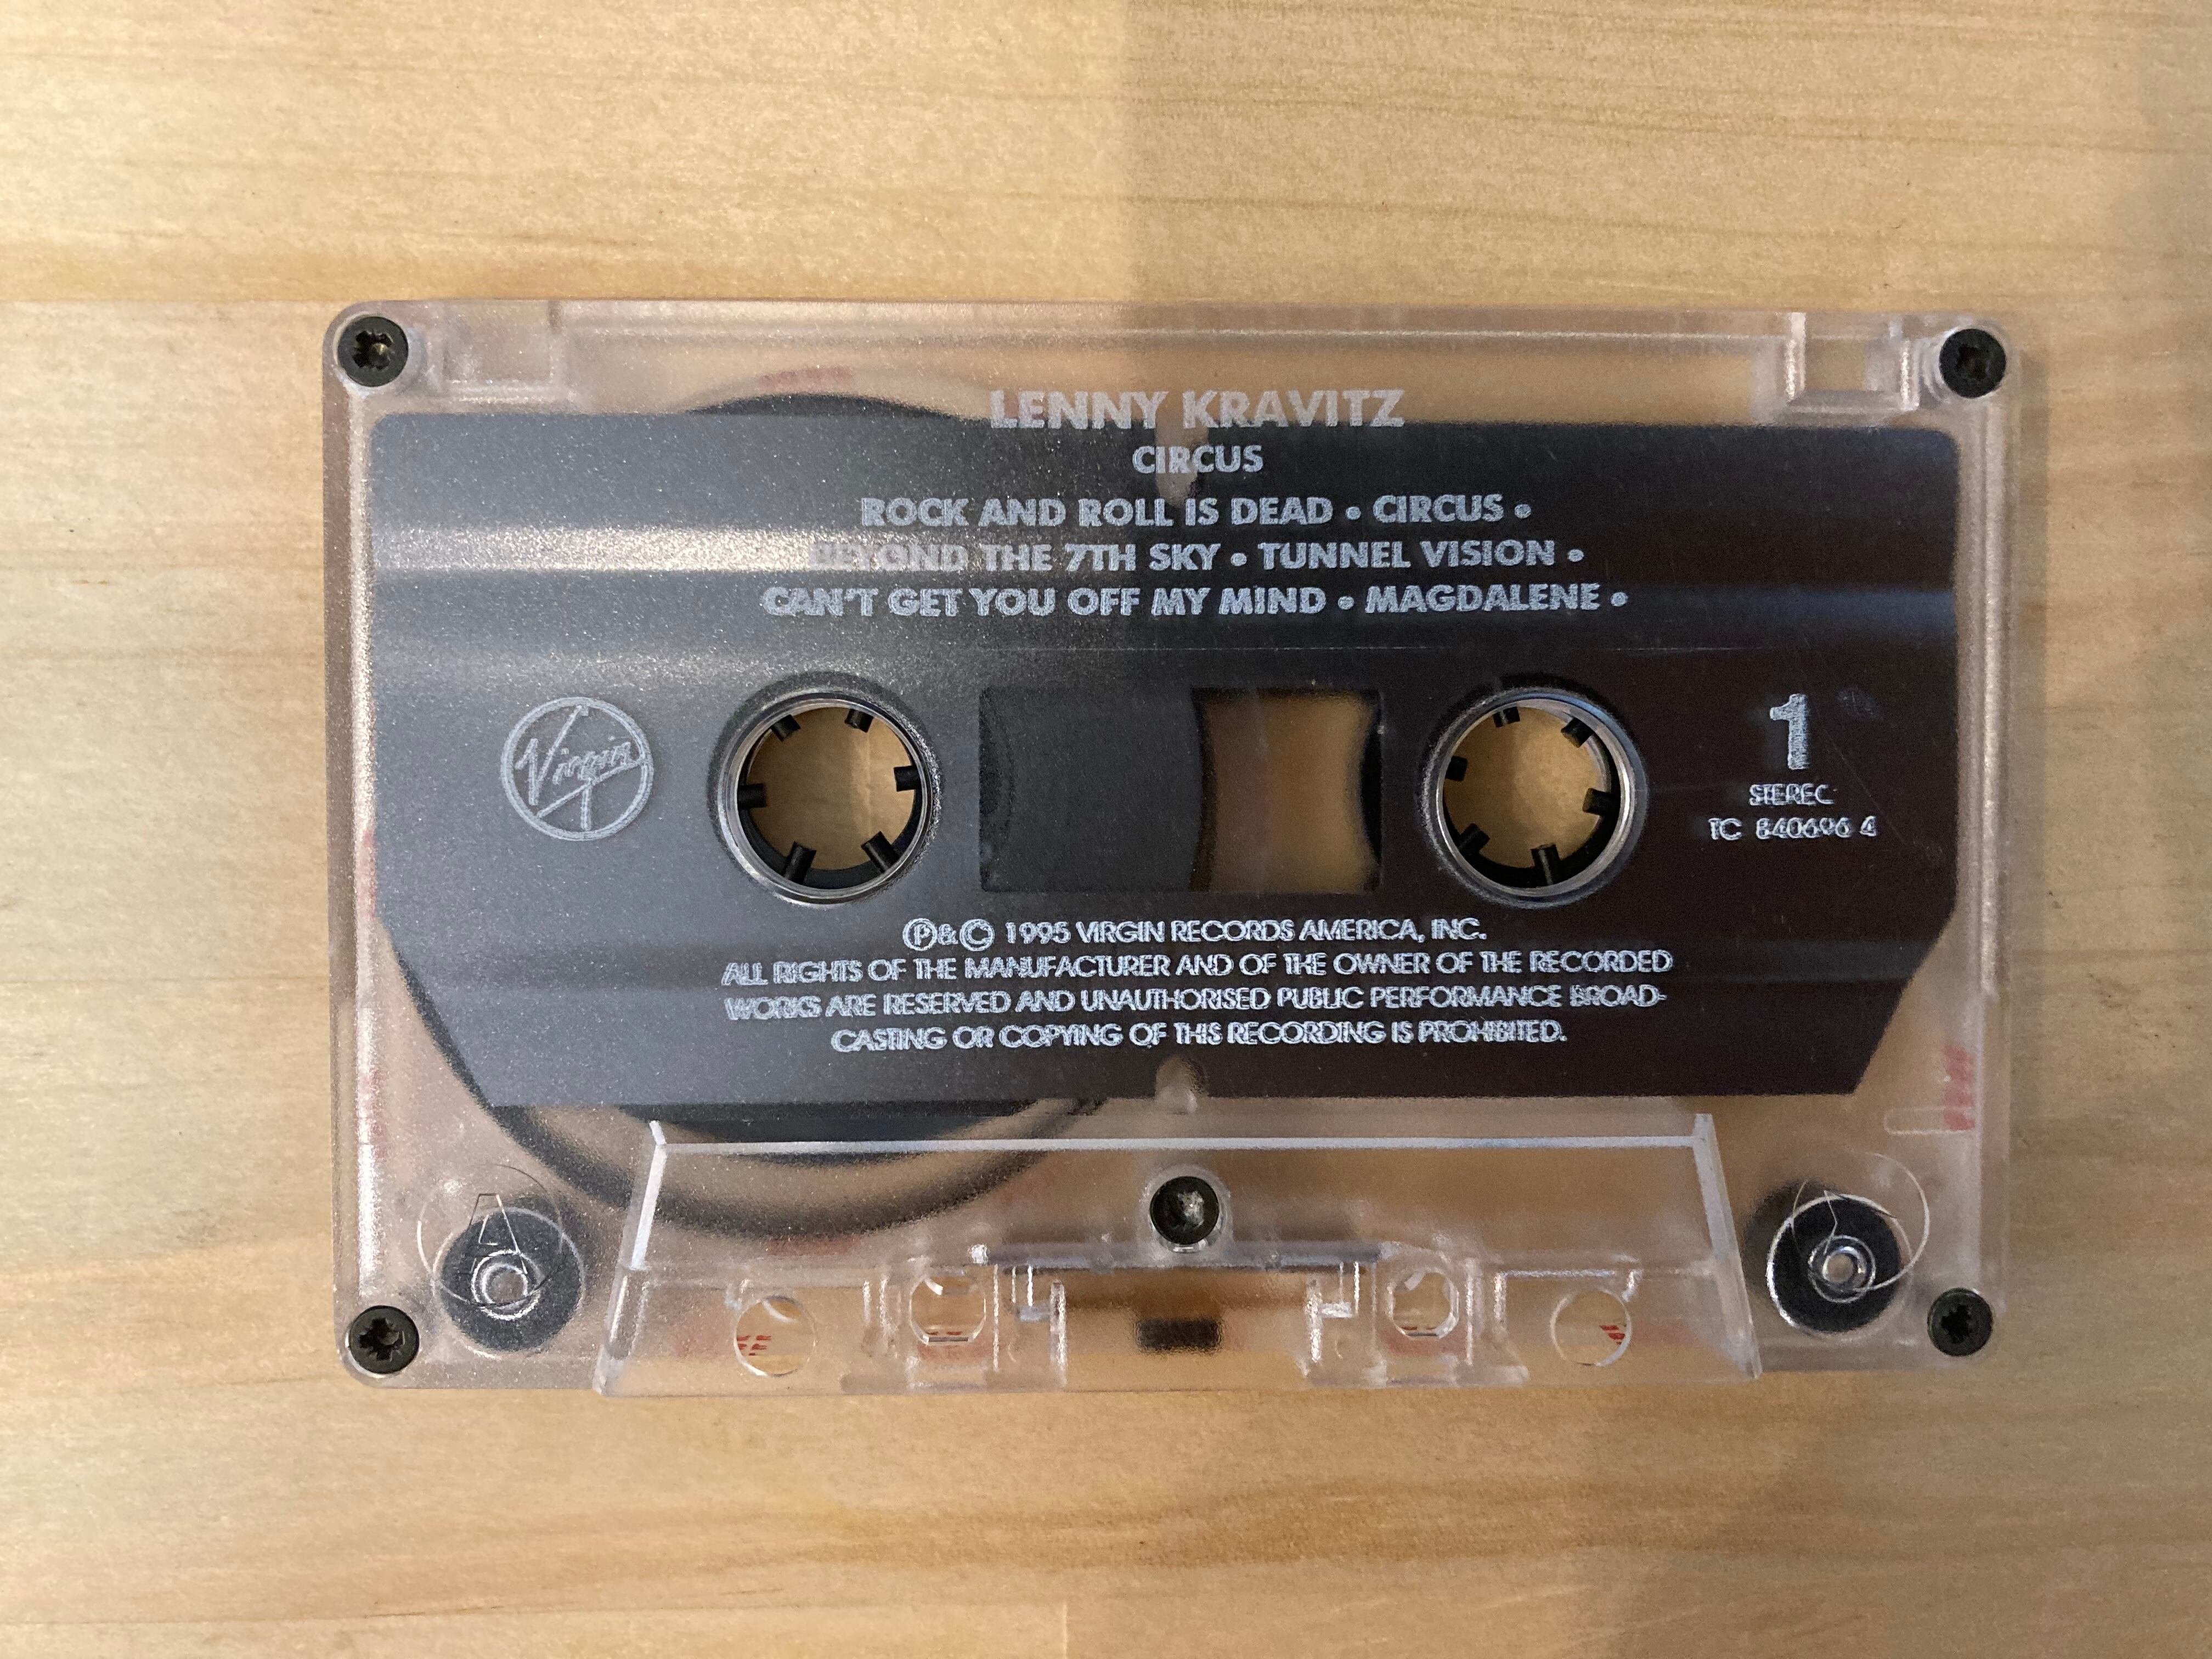 LENNY KRAVITZ
CIRCUS
ROCK AND ROLL IS DEAD • CIRCUS •
BEYOND THE 7TH SKY • TUNNEL VISION •
CAN'T GET YOU OFF MY MIND • MAGDALENE •
Virgin
1
STEREO
TC 840696 4
℗&© 1995 VIRGIN RECORDS AMERICA, INC.
ALL RIGHTS OF THE MANUFACTURER AND OF THE OWNER OF THE RECORDED
WORKS ARE RESERVED AND UNAUTHORISED PUBLIC PERFORMANCE BROAD-
CASTING OR COPYING OF THIS RECORDING IS PROHIBITED.
A